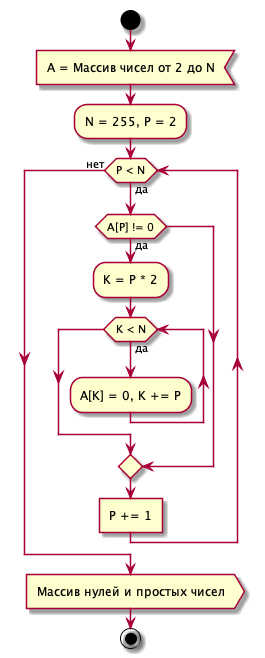 А = Массив чисел от 2 до N
N = 255, P = 2
нет
P < N
да
A[P] != 0
да
K = P * 2
K < N
да
A[K] = 0, K += P
P += 1
Массив нулей и простых чисел